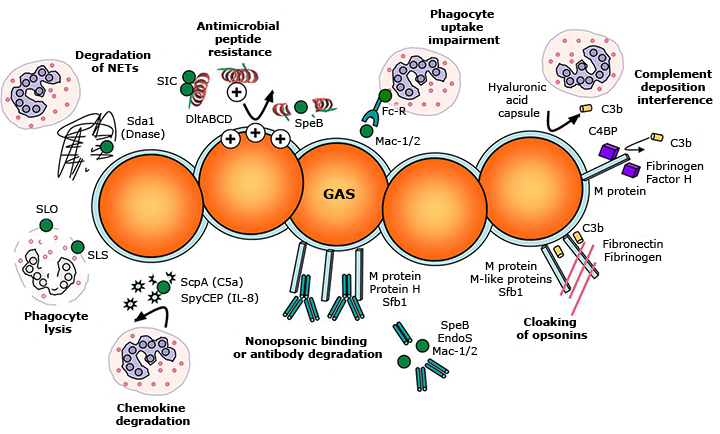 Degradation
of NETs
Sda1
(Dnase)
Antimicrobial
peptide
resistance
SIC
DltABCD
SpeB
+
+
+
+
Phagocyte
uptake
impairment
Fc-R
Mac-1/2
Hyaluronic
acid
capsule
Complement
deposition
interference
C3b
C4BP
C3b
Fibrinogen
Factor H
M protein
GAS
SLO
SLS
Phagocyte
lysis
ScpA (C5a)
SpyCEP (IL-8)
Chemokine
degradation
M protein
Protein H
Sfb1
Nonopsonic binding
or antibody degradation
SpeB
EndoS
Mac-1/2
C3b
Fibronectin
Fibrinogen
M protein
M-like proteins
Sfb1
Cloaking
of opsonins